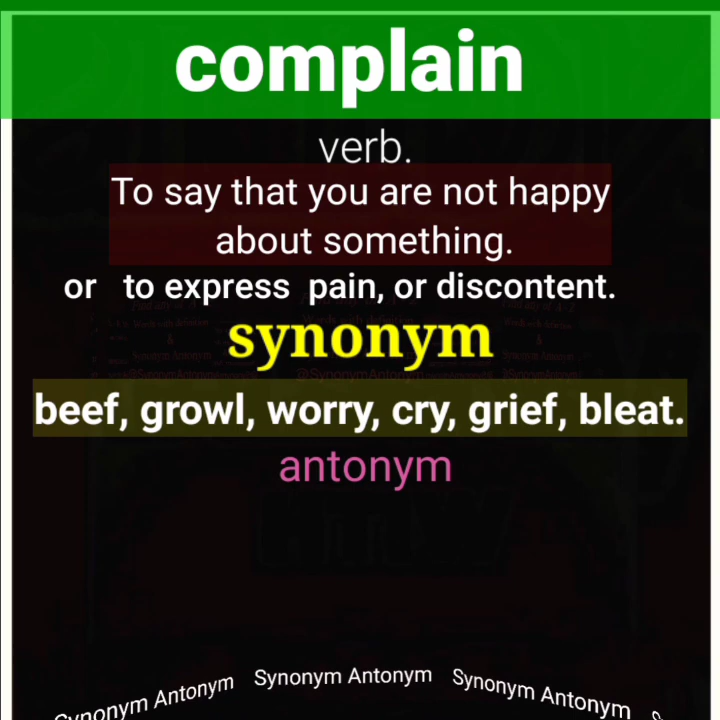 complain
verb.
To say that you are not happy
about something.
or to express pain, or discontent.
synonym
beef, growl, worry, cry, grief, bleat.
antonym
Synonym Antonym Synonym Antonym Synonym Antonym